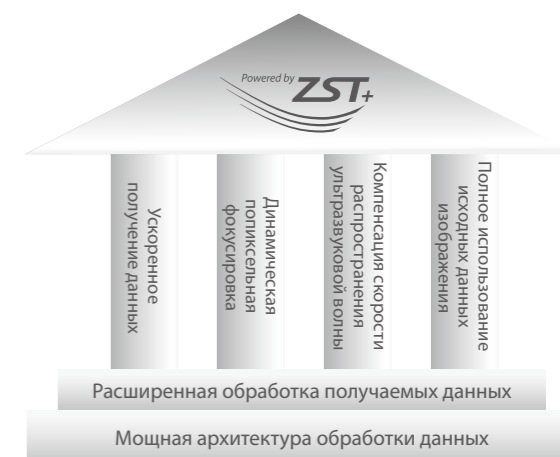 Powered by
ZST+
Ускоренное
получение данных
Динамическая
попиксельная
фокусировка
Компенсация скорости
распространения
ультразвуковой волны
Полное использование
исходных данных
изображения
Расширенная обработка получаемых данных
Мощная архитектура обработки данных